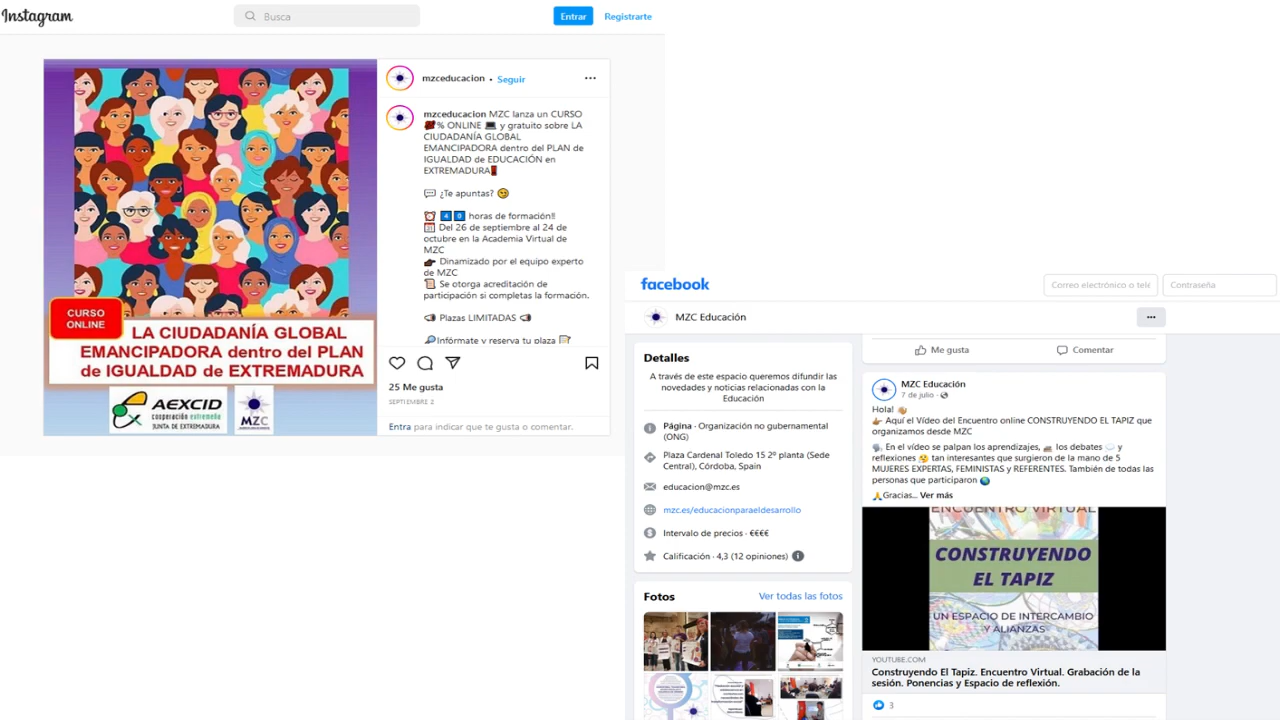 Instagram
Busca
Entrar
Registrarte
CURSO
ONLINE
LA CIUDADANÍA GLOBAL
EMANCIPADORA dentro del PLAN
de IGUALDAD de EXTREMADURA
AEXCID
cooperación extremeña
JUNTA DE EXTREMADURA
MZC
mzceducacion • Seguir
mzceducacion MZC lanza un CURSO
% ONLINE y gratuito sobre LA
CIUDADANÍA GLOBAL
EMANCIPADORA dentro del PLAN de
IGUALDAD de EDUCACIÓN en
EXTREMADURA
¿Te apuntas?
4 0 horas de formación!!
Del 26 de septiembre al 24 de
octubre en la Academia Virtual de
MZC
Dinamizado por el equipo experto
de MZC
Se otorga acreditación de
participación si completas la formación.
Plazas LIMITADAS
Infórmate y reserva tu plaza
25 Me gusta
SEPTIEMBRE 2
Entra para indicar que te gusta o comentar.
facebook
Correo electrónico o telé
Contraseña
MZC Educación
Detalles
A través de este espacio queremos difundir las
novedades y noticias relacionadas con la
Educación
Página · Organización no gubernamental
(ONG)
Plaza Cardenal Toledo 15 2º planta (Sede
Central), Córdoba, Spain
educacion@mzc.es
mzc.es/educacionparaeldesarrollo
Intervalo de precios · €€€€
Calificación · 4,3 (12 opiniones)
Fotos
Ver todas las fotos
Me gusta
Comentar
MZC Educación
7 de julio ·
Hola!
Aquí el Vídeo del Encuentro online CONSTRUYENDO EL TAPIZ que
organizamos desde MZC
En el vídeo se palpan los aprendizajes, los debates y
reflexiones tan interesantes que surgieron de la mano de 5
MUJERES EXPERTAS, FEMINISTAS y REFERENTES. También de todas las
personas que participaron
Gracias... Ver más
ENCUENTRO VIRTUAL
CONSTRUYENDO
EL TAPIZ
UN ESPACIO DE INTERCAMBIO
Y ALIANZAS
YOUTUBE.COM
Construyendo El Tapiz. Encuentro Virtual. Grabación de la
sesión. Ponencias y Espacio de reflexión.
3